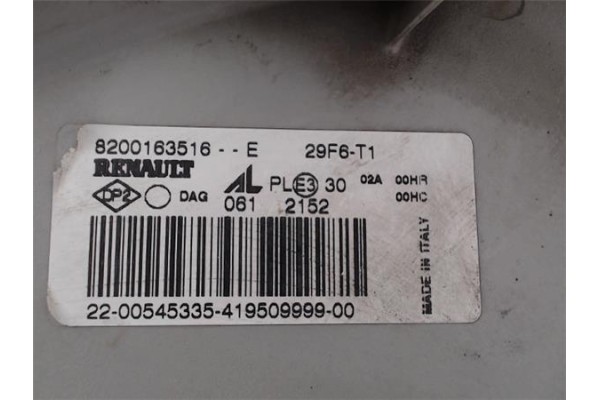 8200163516 - - E 29F6-T1
RENAULT
DP2 DAG AL PL E3 30 02A 00HR
061 2152 00HC
22-00545335-419509999-00
MADE IN ITALY